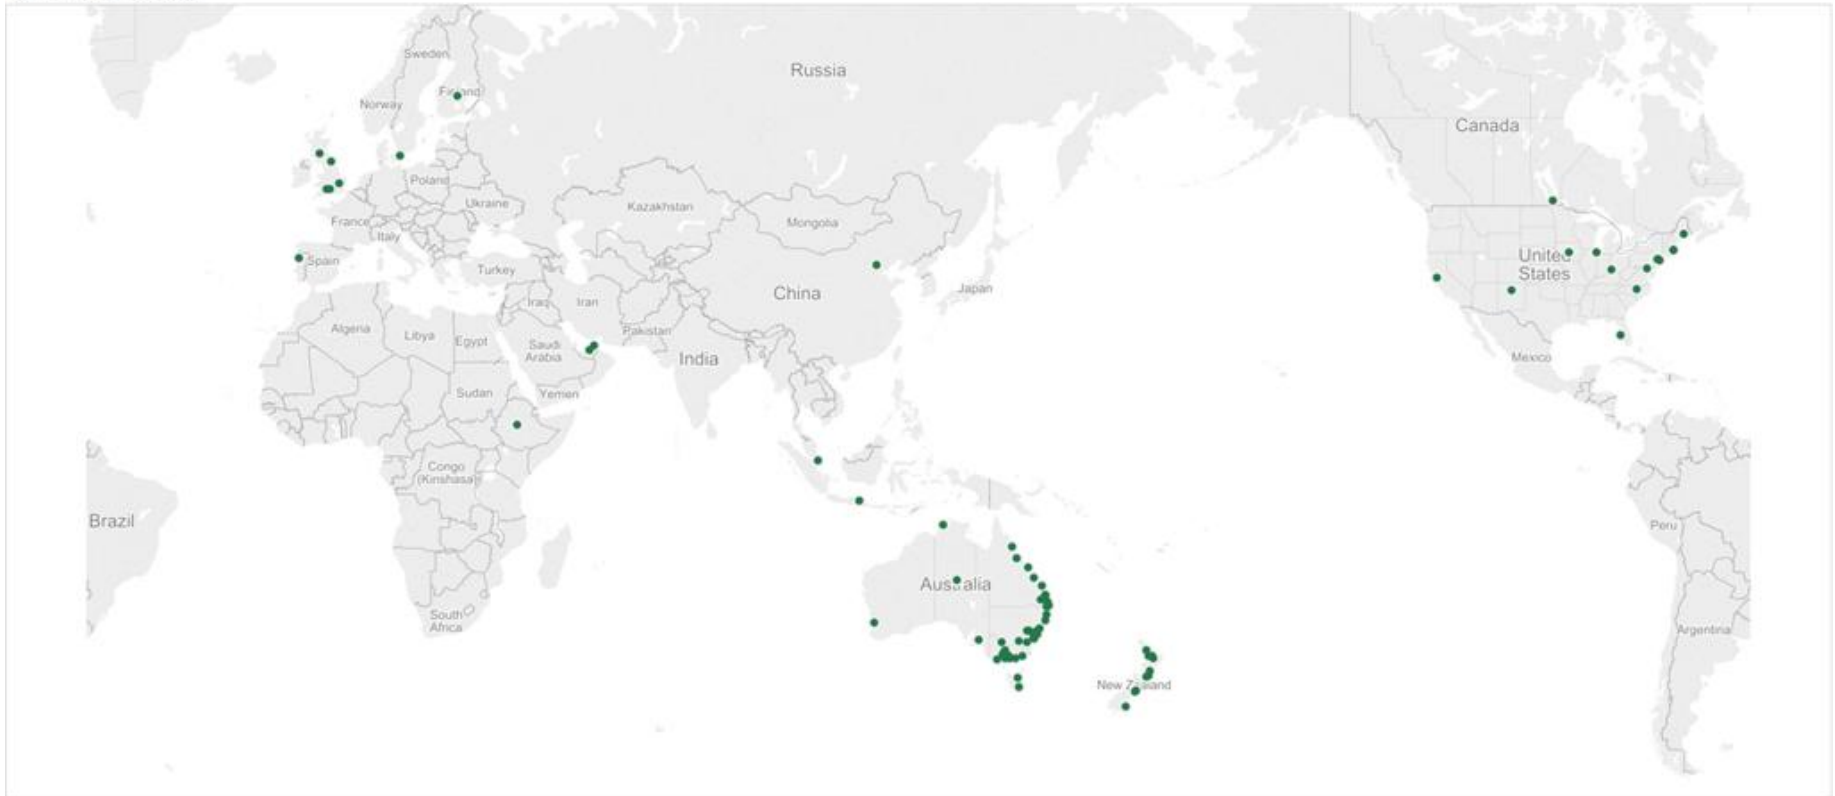 Sweden
Russia
Finland
Norway
Canada
Poland
Ukraine
Kazakhstan
France
Mongolia
Italy
Spain
United
States
Turkey
China
Japan
Iraq
Iran
Algeria
Libya
Egypt
Pakistan
Saudi
Arabia
India
Mexico
Sudan
Yemen
Congo
(Kinshasa)
Brazil
Peru
Australia
South
Africa
Argentina
New Zealand